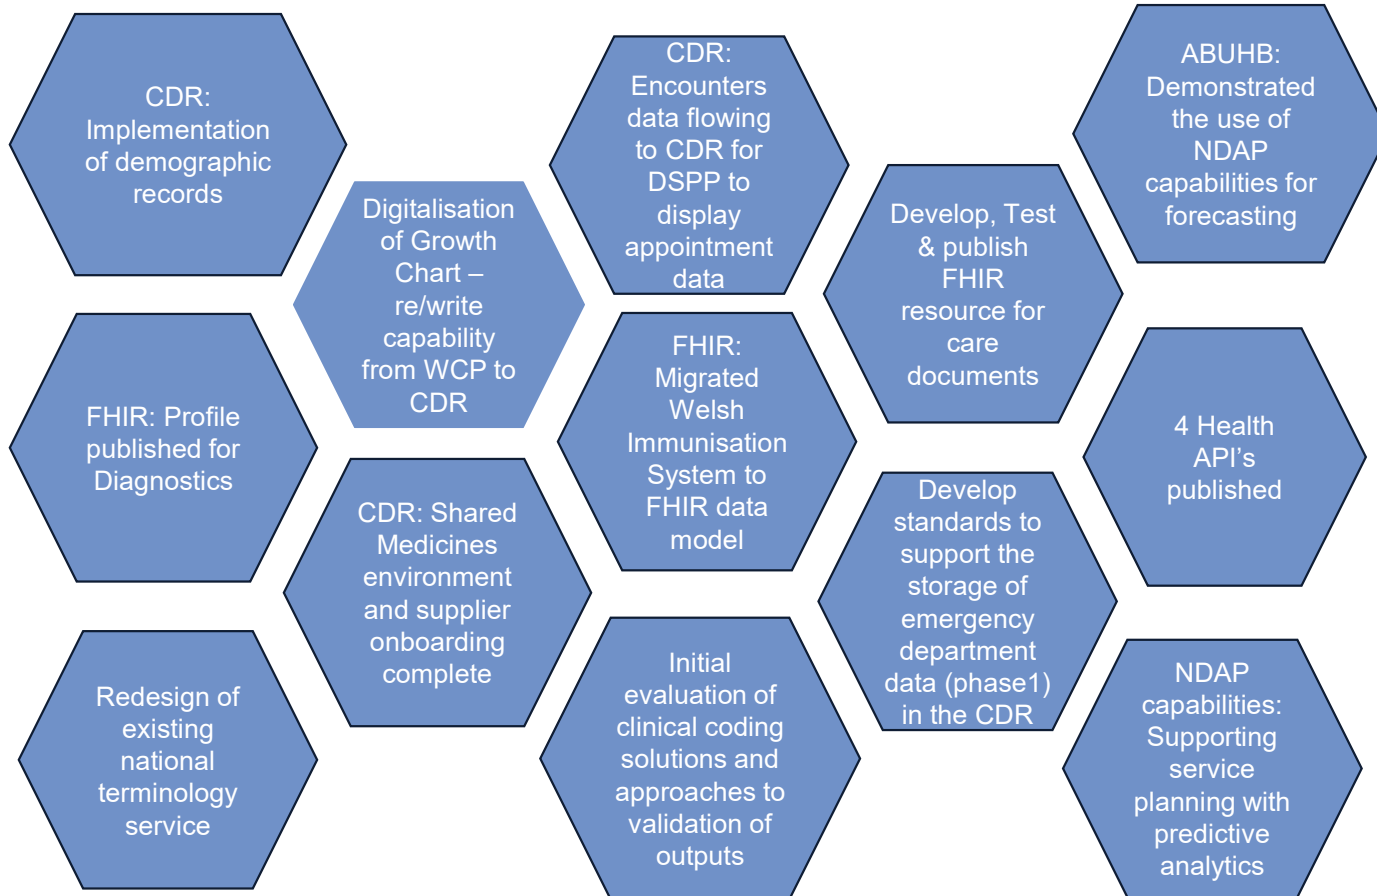 CDR:
Implementation
of demographic
records
Digitalisation
of Growth
Chart –
re/write
capability
from WCP to
CDR
CDR:
Encounters
data flowing
to CDR for
DSPP to
display
appointment
data
Develop, Test
& publish
FHIR
resource for
care
documents
ABUHB:
Demonstrated
the use of
NDAP
capabilities for
forecasting
FHIR: Profile
published for
Diagnostics
CDR: Shared
Medicines
environment
and supplier
onboarding
complete
FHIR:
Migrated
Welsh
Immunisation
System to
FHIR data
model
Develop
standards to
support the
storage of
emergency
department
data (phase1)
in the CDR
4 Health
API’s
published
Redesign of
existing
national
terminology
service
Initial
evaluation of
clinical coding
solutions and
approaches to
validation of
outputs
NDAP
capabilities:
Supporting
service
planning with
predictive
analytics